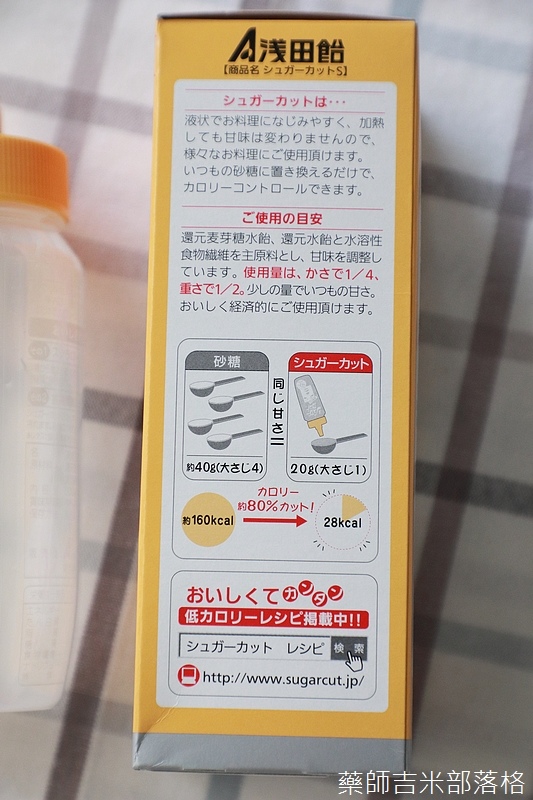 A浅田飴
【商品名 シュガーカットS】
シュガーカットは・・・
液状でお料理になじみやすく、加熱
しても甘味は変わりませんので、
様々なお料理にご使用頂けます。
いつもの砂糖に置き換えるだけで、
カロリーコントロールできます。
ご使用の目安
還元麦芽糖水飴、還元水飴と水溶性
食物繊維を主原料とし、甘味を調整し
ています。使用量は、かさで1／4、
重さで1／2。少しの量でいつもの甘さ。
おいしく経済的にご使用頂けます。
砂糖
約40g(大さじ4)
同じ甘さ=
シュガーカット
20g(大さじ1)
カロリー
約80%カット!
約160kcal
28kcal
おいしくてカンタン
低カロリーレシピ掲載中!!
シュガーカット レシピ 検索
http://www.sugarcut.jp/
藥師吉米部落格